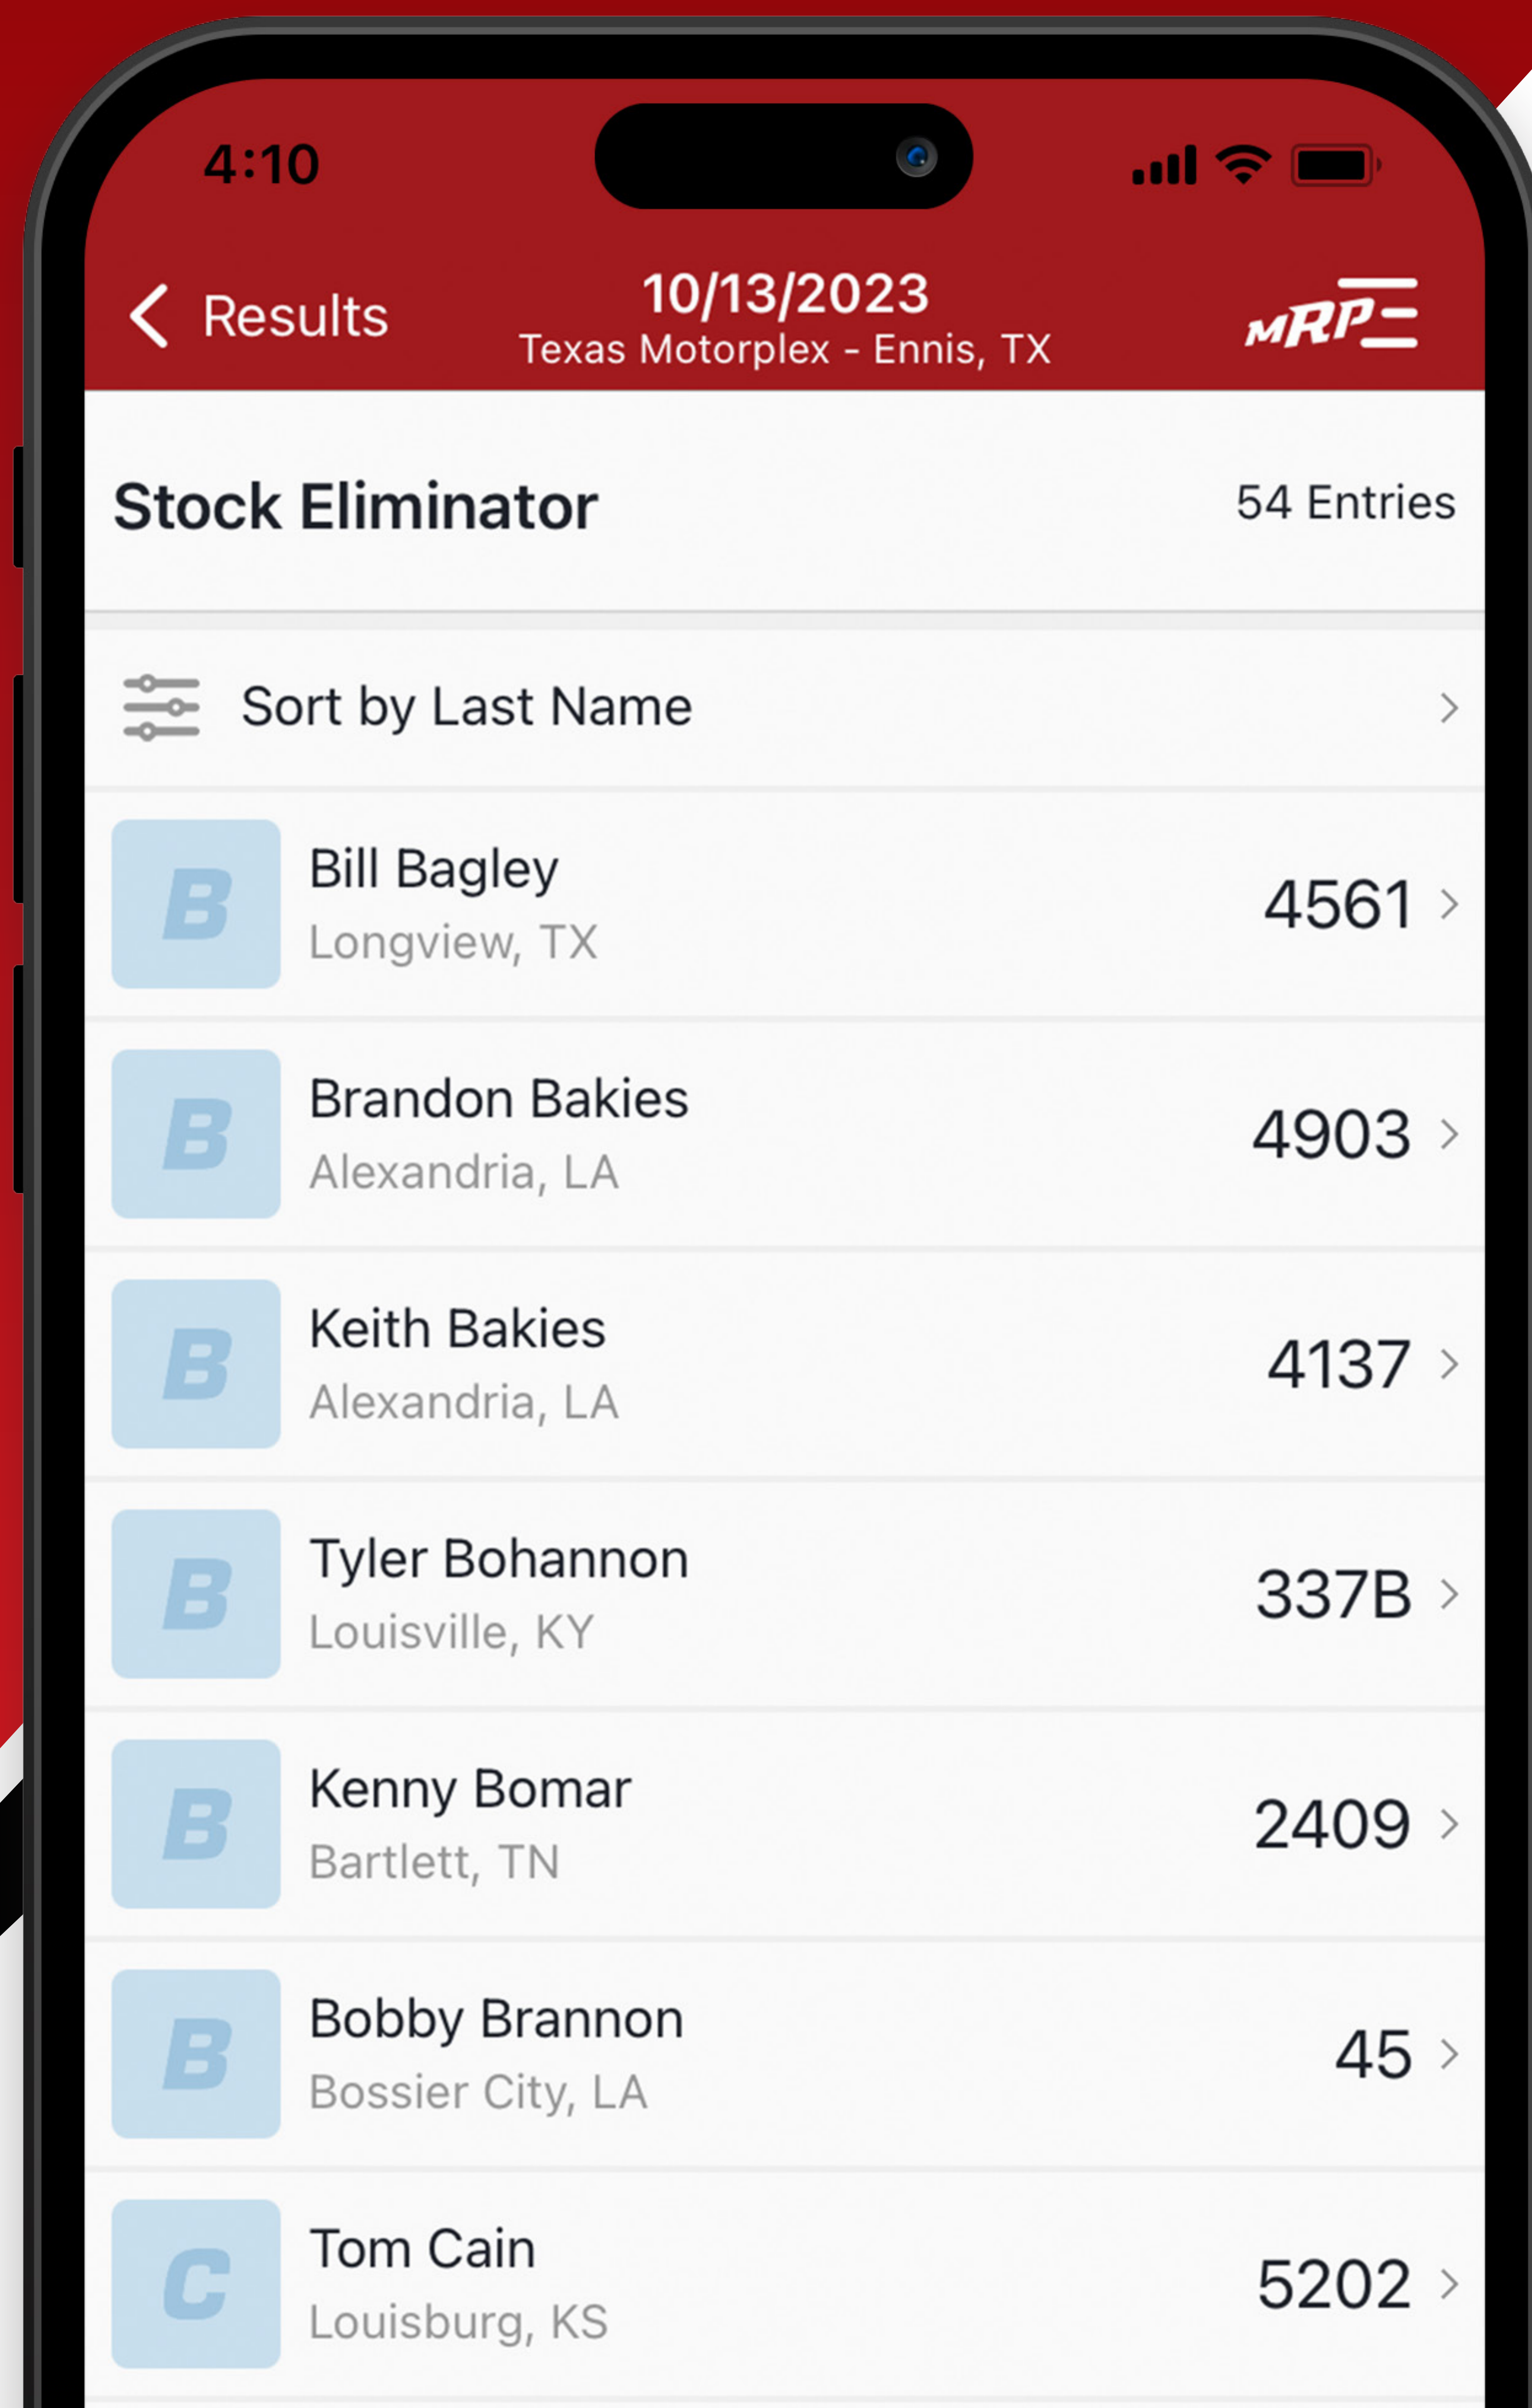 4:10
Results
10/13/2023
Texas Motorplex - Ennis, TX
MRP
Stock Eliminator
54 Entries
Sort by Last Name
B
Bill Bagley
Longview, TX
4561
B
Brandon Bakies
Alexandria, LA
4903
B
Keith Bakies
Alexandria, LA
4137
B
Tyler Bohannon
Louisville, KY
337B
B
Kenny Bomar
Bartlett, TN
2409
B
Bobby Brannon
Bossier City, LA
45
C
Tom Cain
Louisburg, KS
5202